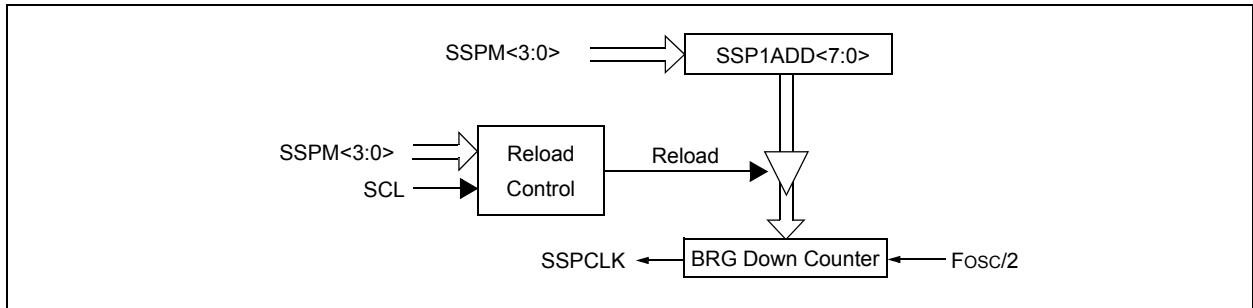 SSPM<3:0>
SSP1ADD<7:0>
SSPM<3:0>
SCL
Reload
Control
Reload
SSPCLK
BRG Down Counter
FOSC/2